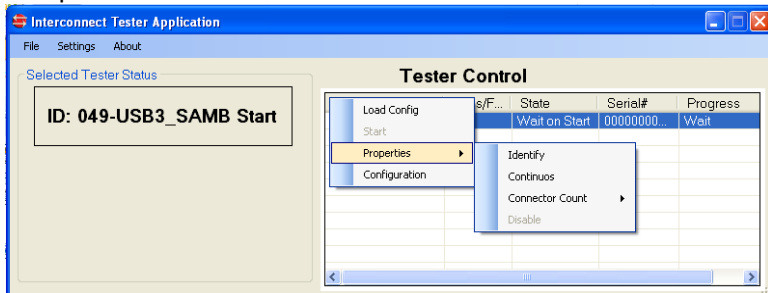 Interconnect Tester Application
File Settings About
Selected Tester Status
ID: 049-USB3_SAMB Start
Tester Control
s/F... State Serial# Progress
Wait on Start 00000000... Wait
Load Config
Start
Properties
Configuration
Identify
Continuos
Connector Count
Disable